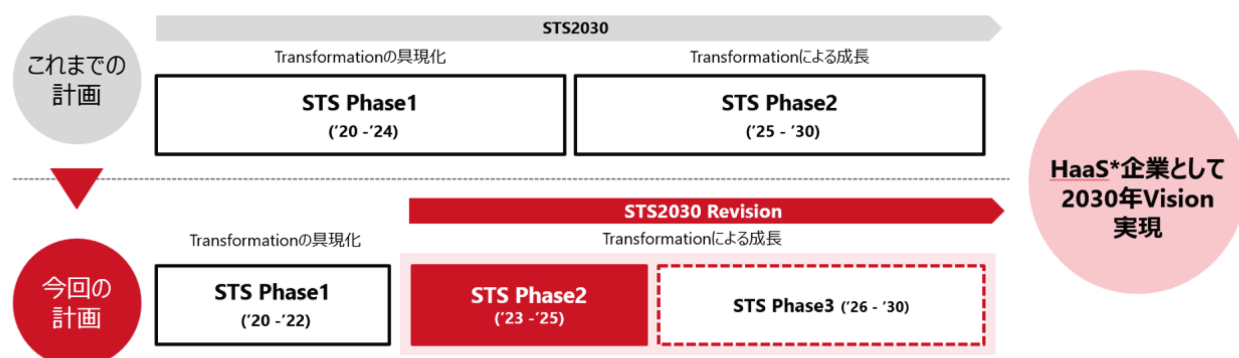 STS2030
これまでの
計画
Transformationの具現化
Transformationによる成長
STS Phase1
('20 -'24)
STS Phase2
('25 - '30)
HaaS*企業として
2030年Vision
実現
STS2030 Revision
Transformationの具現化
Transformationによる成長
今回の
計画
STS Phase1
('20 -'22)
STS Phase2
('23 -'25)
STS Phase3 ('26 - '30)